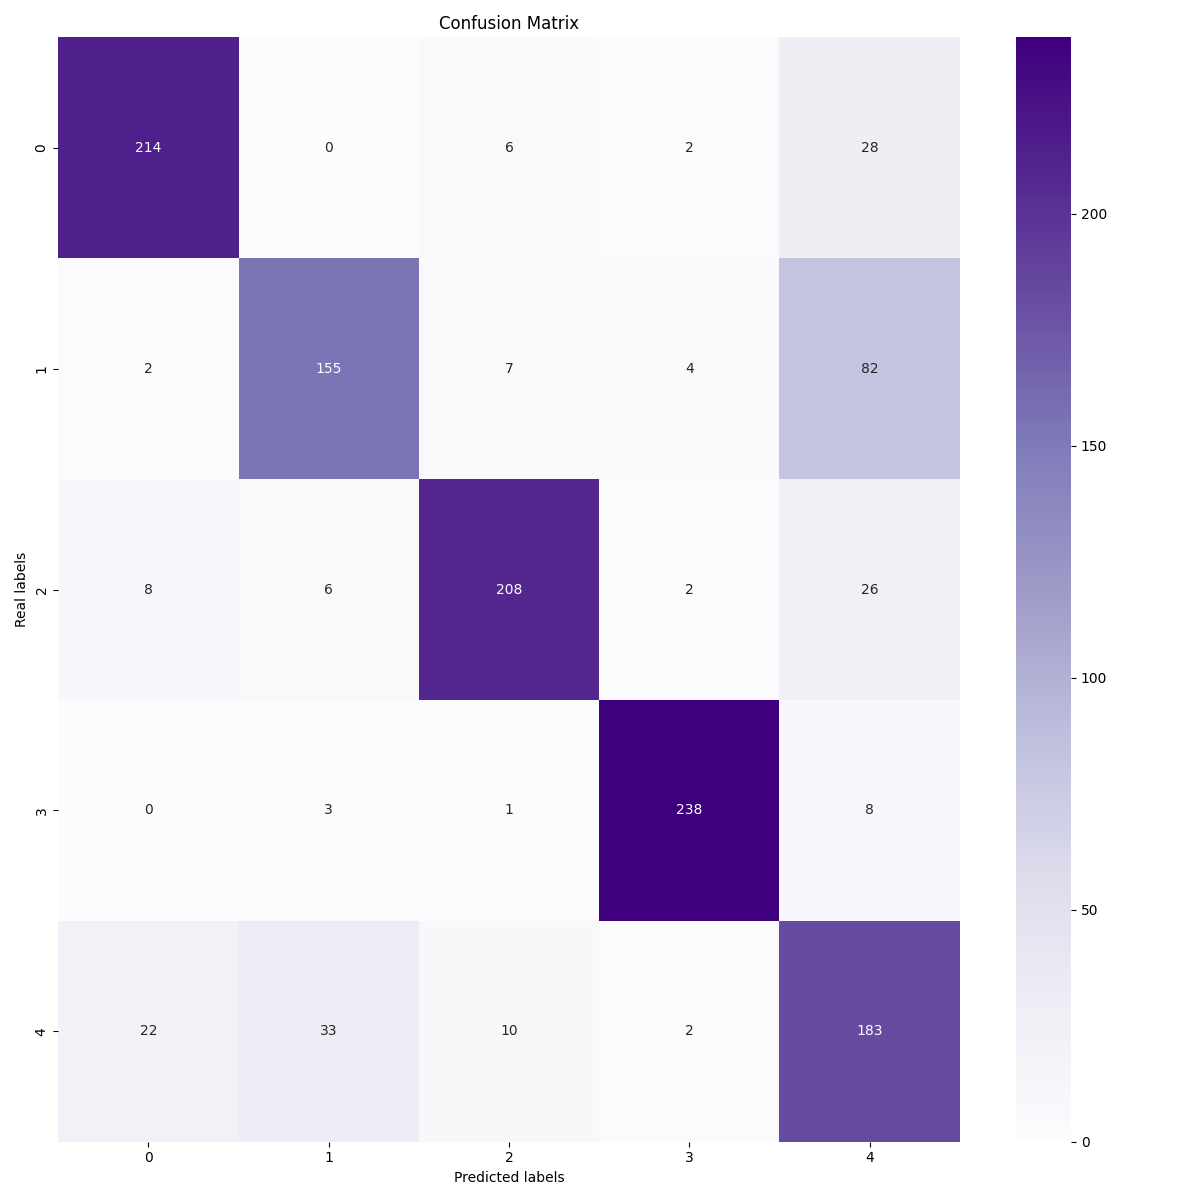 Confusion Matrix
Real labels
0 214 0 6 2 28
1 2 155 7 4 82
2 8 6 208 2 26
3 0 3 1 238 8
4 22 33 10 2 183
0 1 2 3 4
Predicted labels
200
150
100
50
0